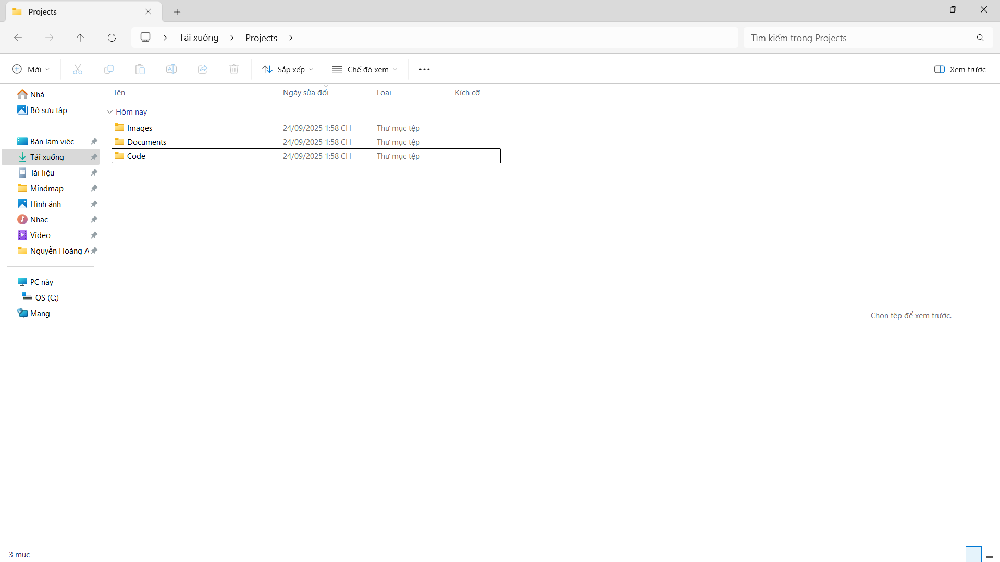 Projects
Tải xuống Projects
Tìm kiếm trong Projects
Mới Sắp xếp Chế độ xem Xem trước
Nhà
Bộ sưu tập
Bàn làm việc
Tải xuống
Tài liệu
Mindmap
Hình ảnh
Nhạc
Video
Nguyễn Hoàng A
PC này
OS (C:)
Mạng
Tên Ngày sửa đổi Loại Kích cỡ
Hôm nay
Images 24/09/2025 1:58 CH Thư mục tệp
Documents 24/09/2025 1:58 CH Thư mục tệp
Code 24/09/2025 1:58 CH Thư mục tệp
Chọn tệp để xem trước.
3 mục